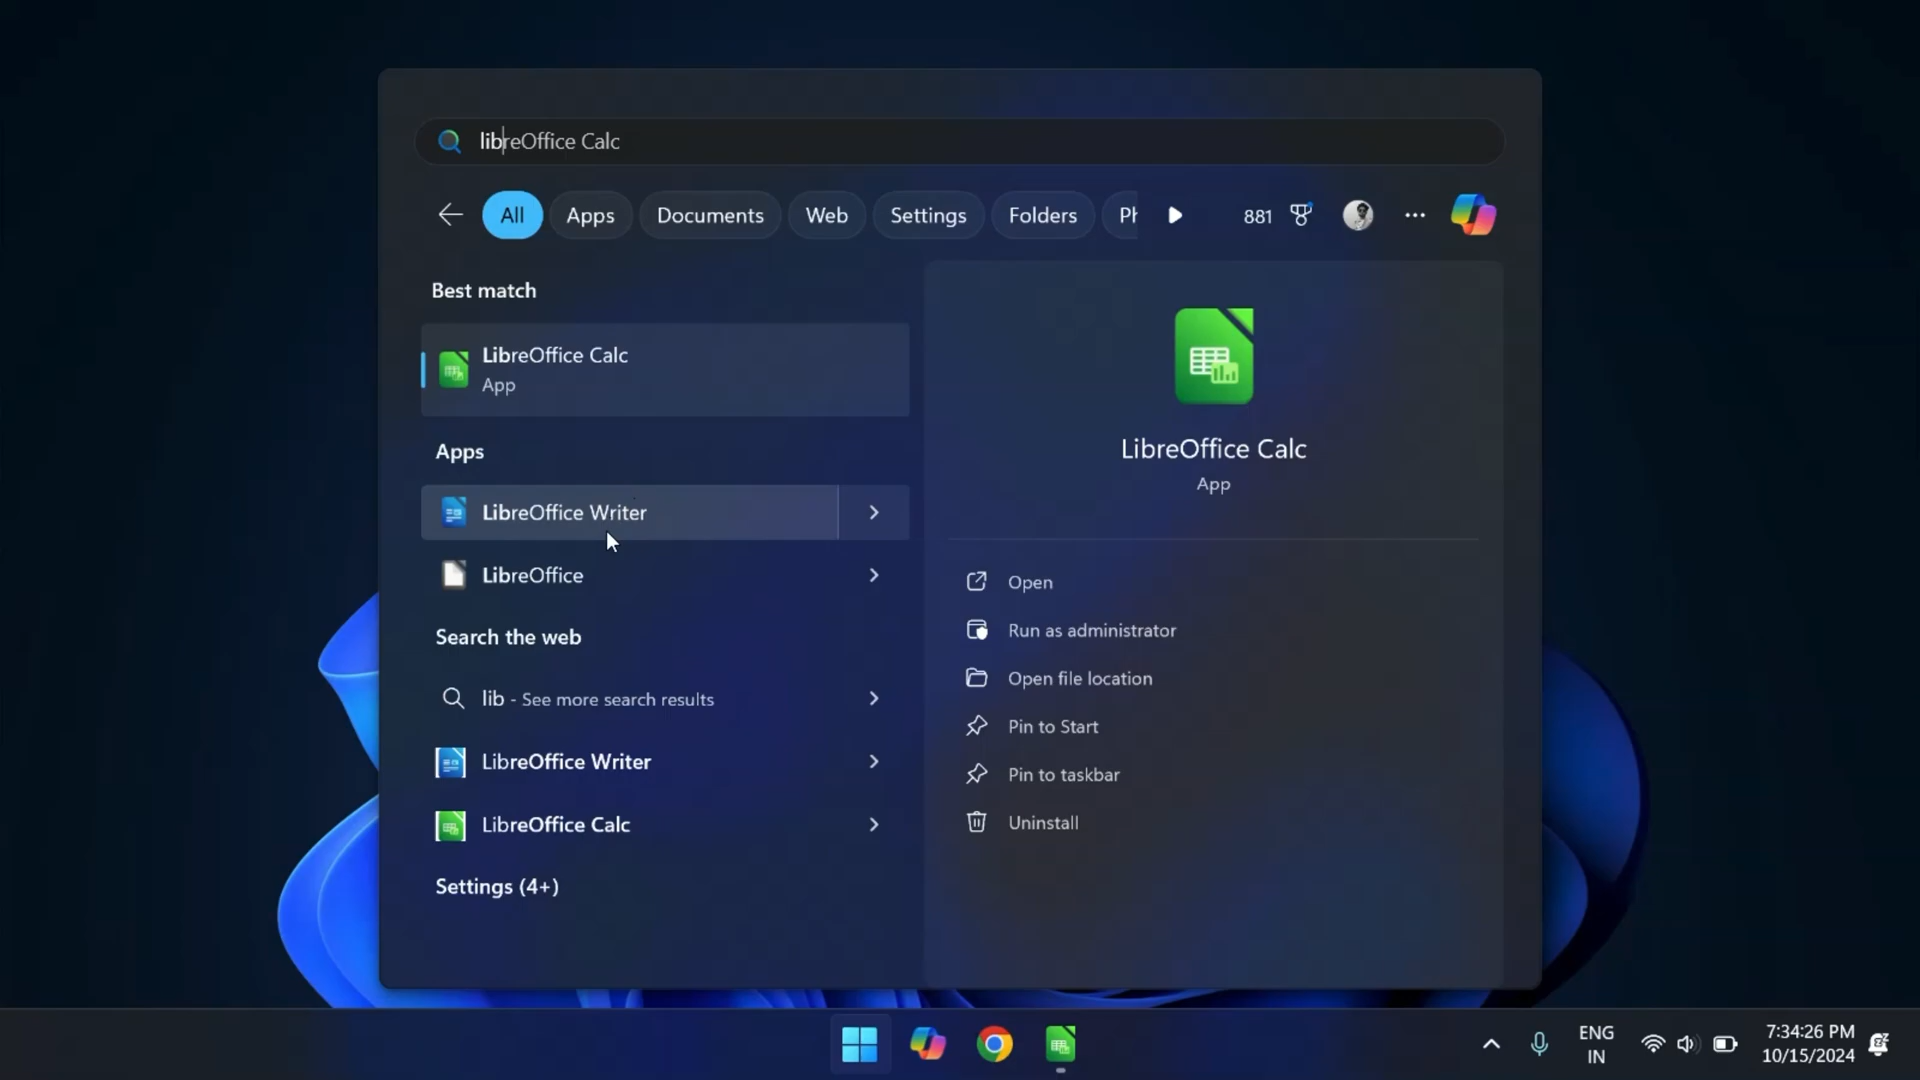 libreOffice Calc
All Apps Documents Web Settings Folders Ph 881
Best match
LibreOffice Calc
App
Apps
LibreOffice Writer
LibreOffice
Search the web
lib - See more search results
LibreOffice Writer
LibreOffice Calc
Settings (4+)
LibreOffice Calc
App
Open
Run as administrator
Open file location
Pin to Start
Pin to taskbar
Uninstall
ENG
IN
7:34:26 PM
10/15/2024